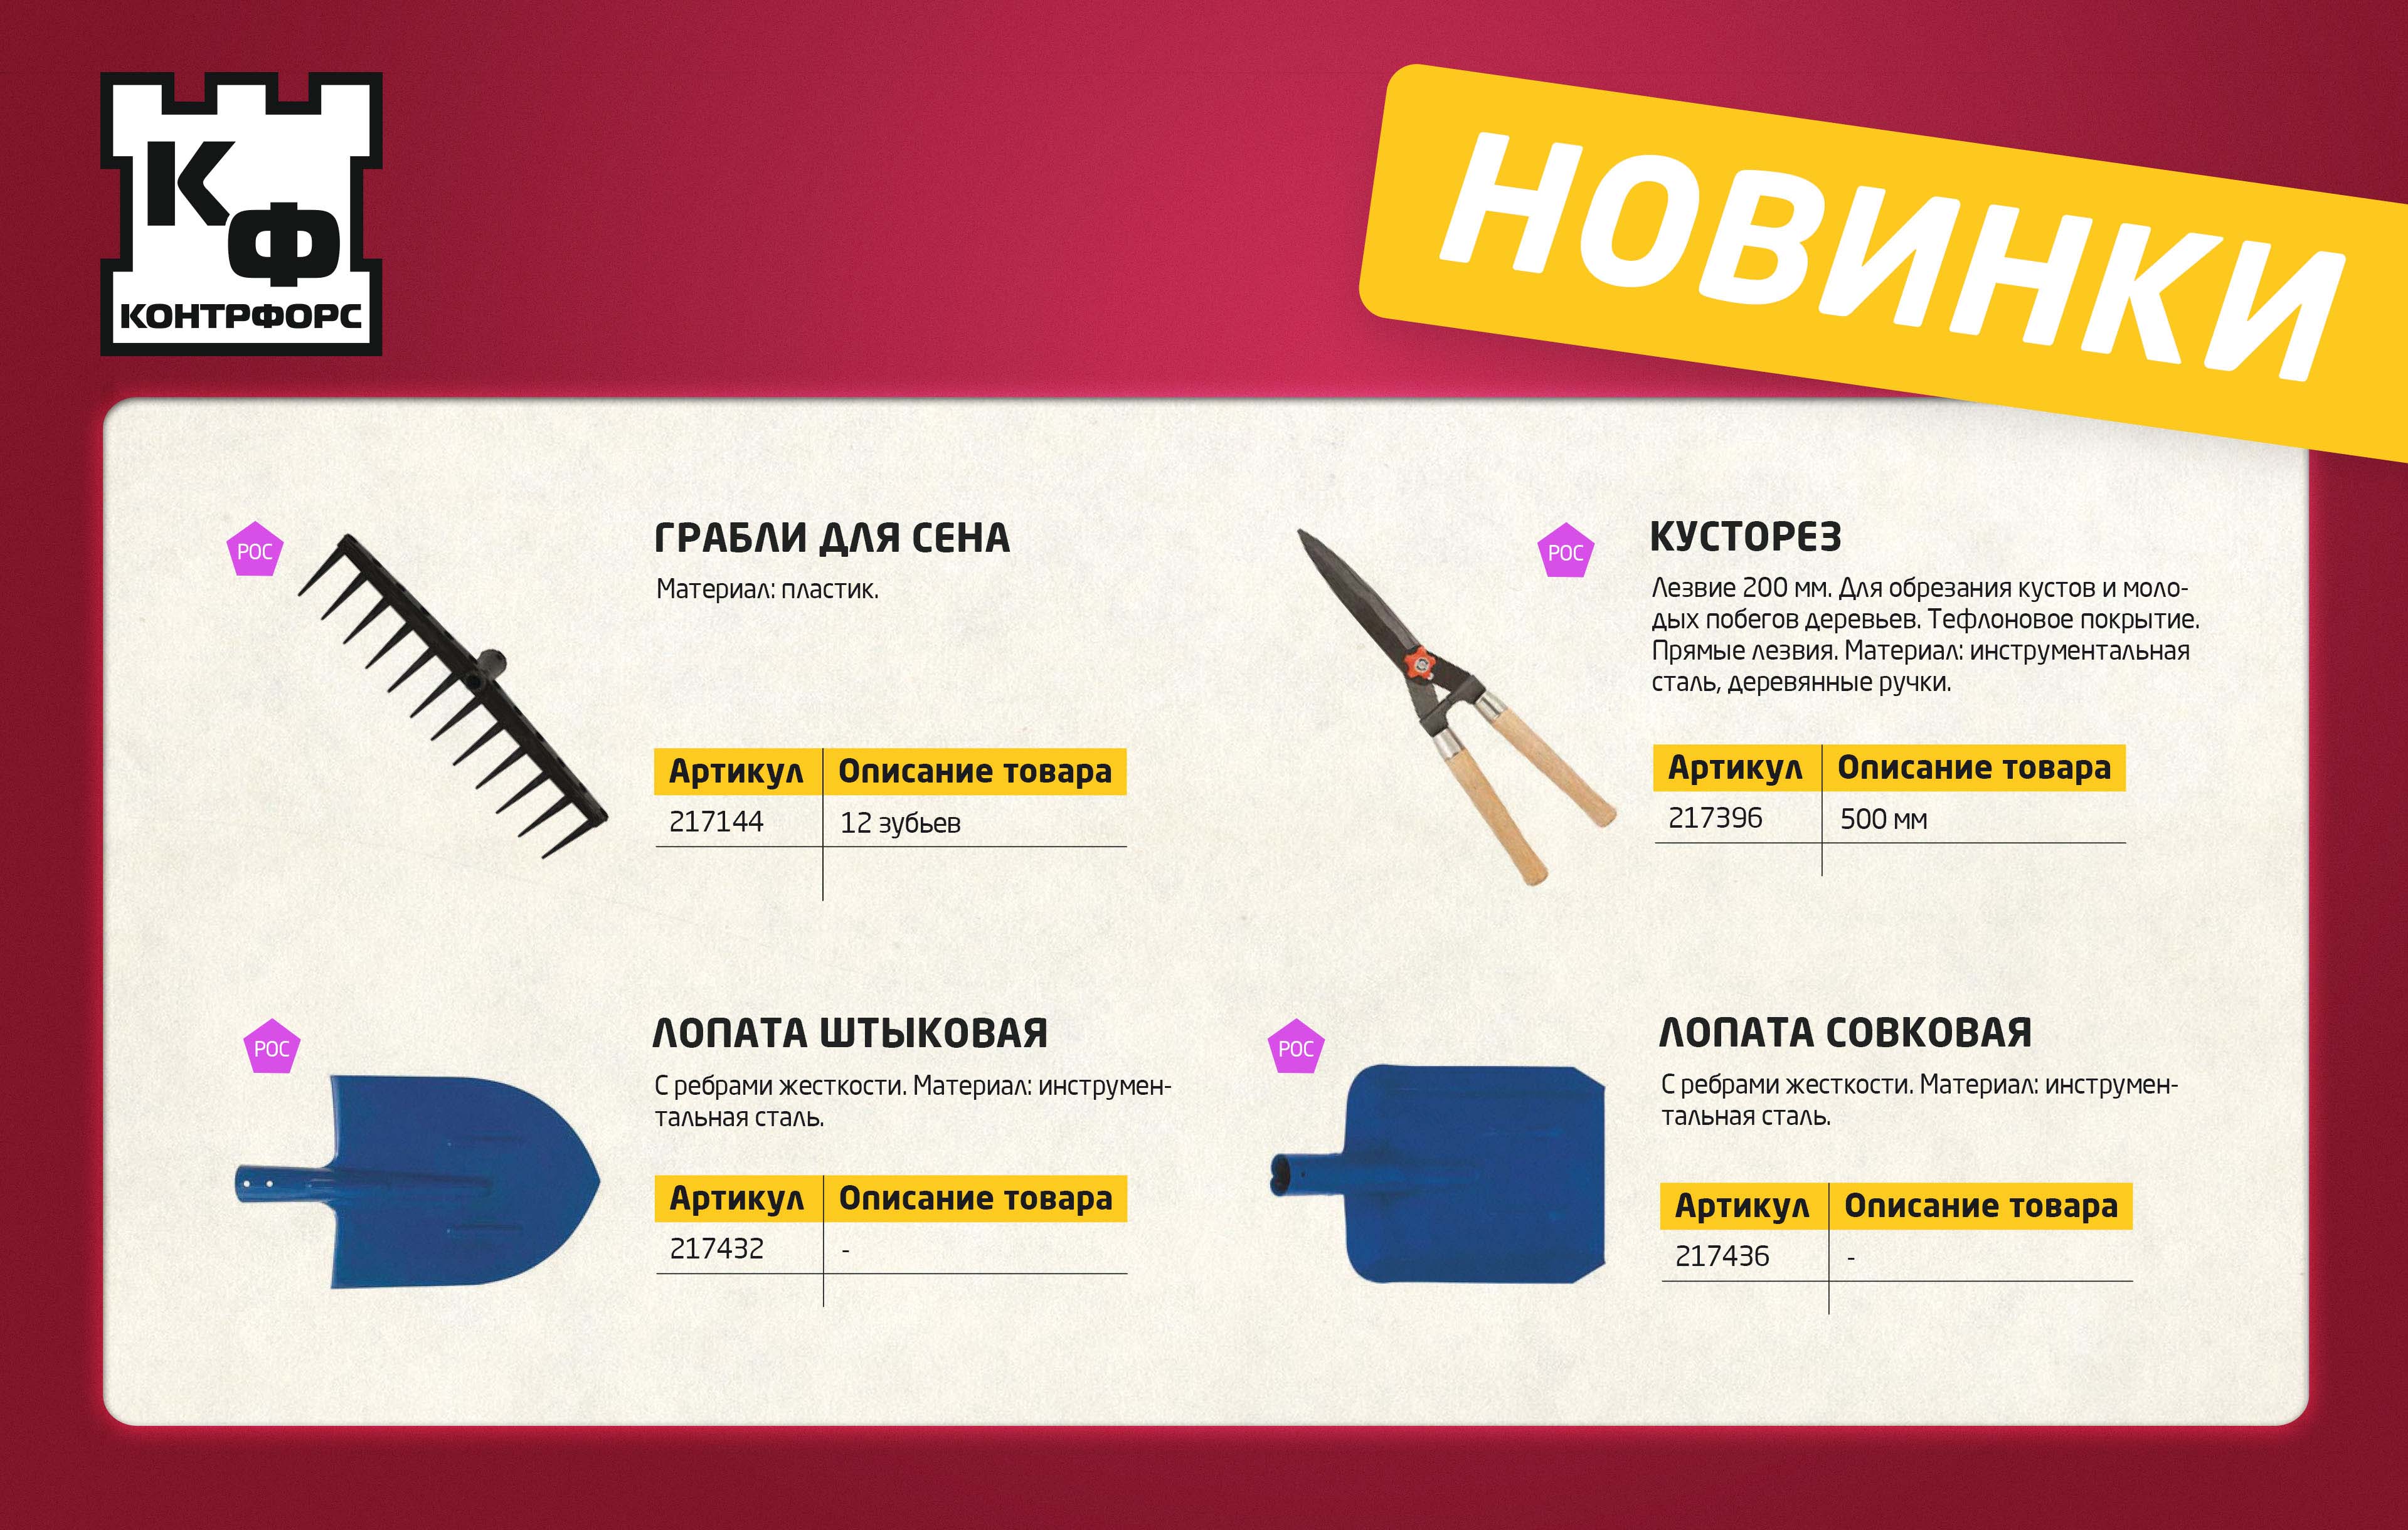 КФ
КОНТРФОРС
НОВИНКИ
РОС
ГРАБЛИ ДЛЯ СЕНА
Материал: пластик.
Артикул Описание товара
217144 12 зубьев
РОС
КУСТОРЕЗ
Лезвие 200 мм. Для обрезания кустов и моло-
дых побегов деревьев. Тефлоновое покрытие.
Прямые лезвия. Материал: инструментальная
сталь, деревянные ручки.
Артикул Описание товара
217396 500 мм
РОС
ЛОПАТА ШТЫКОВАЯ
С ребрами жесткости. Материал: инструмен-
тальная сталь.
Артикул Описание товара
217432 -
РОС
ЛОПАТА СОВКОВАЯ
С ребрами жесткости. Материал: инструмен-
тальная сталь.
Артикул Описание товара
217436 -